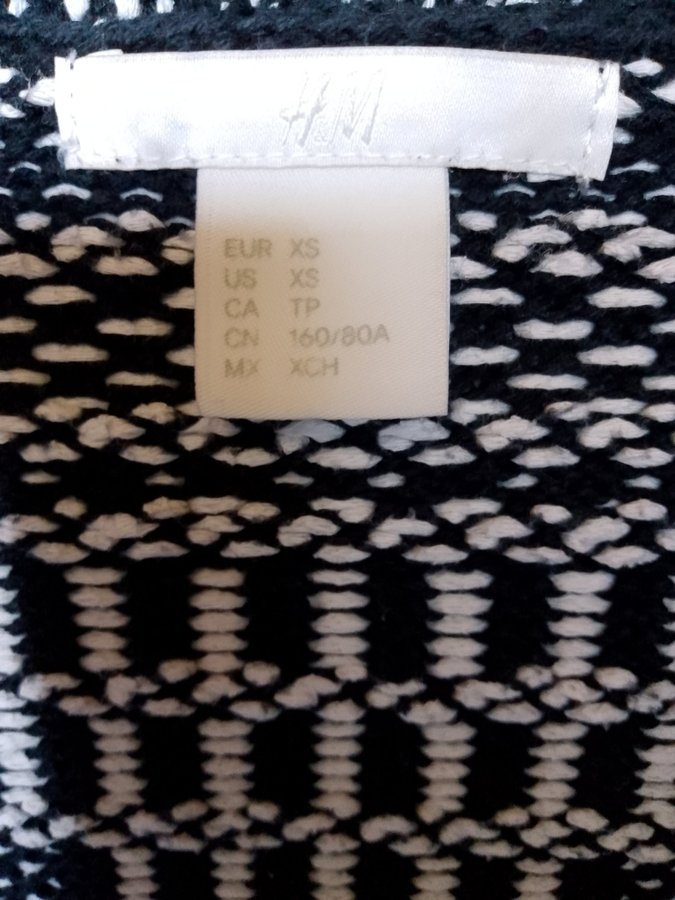 H&M
EUR XS
US XS
CA TP
CN 160/80A
MX XCH